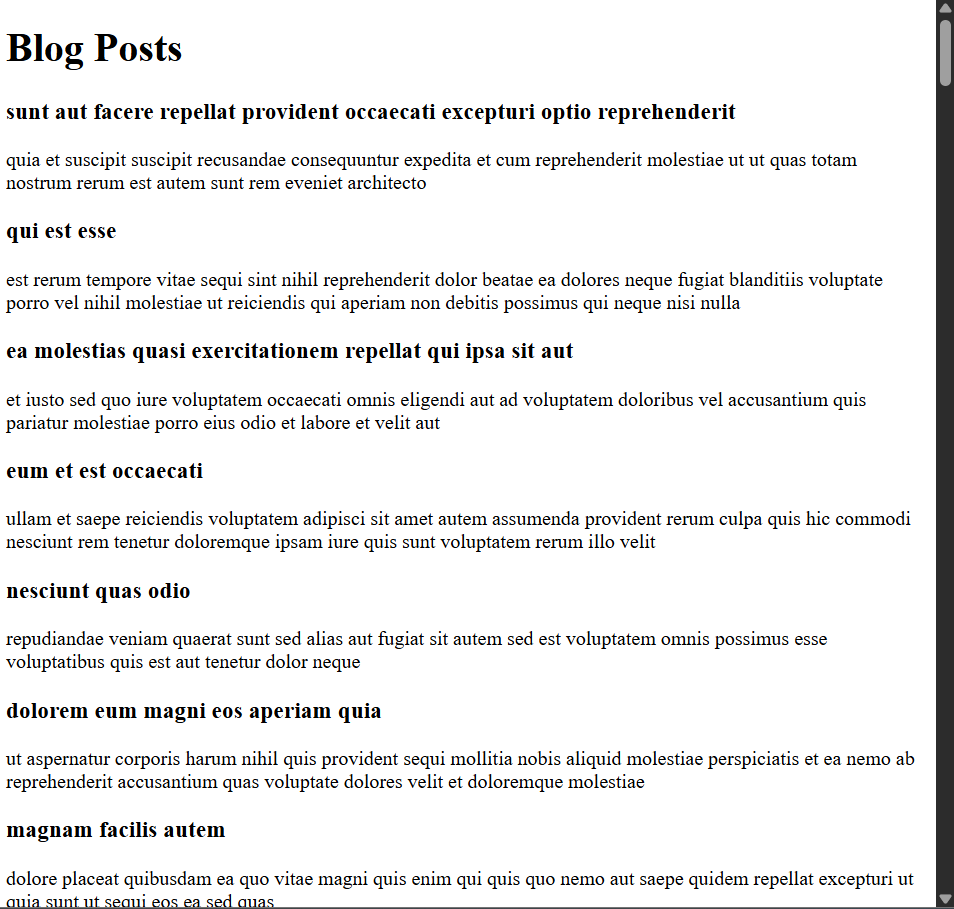 Blog Posts
sunt aut facere repellat provident occaecati excepturi optio reprehenderit
quia et suscipit suscipit recusandae consequuntur expedita et cum reprehenderit molestiae ut ut quas totam
nostrum rerum est autem sunt rem eveniet architecto
qui est esse
est rerum tempore vitae sequi sint nihil reprehenderit dolor beatae ea dolores neque fugiat blanditiis voluptate
porro vel nihil molestiae ut reiciendis qui aperiam non debitis possimus qui neque nisi nulla
ea molestias quasi exercitationem repellat qui ipsa sit aut
et iusto sed quo iure voluptatem occaecati omnis eligendi aut ad voluptatem doloribus vel accusantium quis
pariatur molestiae porro eius odio et labore et velit aut
eum et est occaecati
ullam et saepe reiciendis voluptatem adipisci sit amet autem assumenda provident rerum culpa quis hic commodi
nesciunt rem tenetur doloremque ipsam iure quis sunt voluptatem rerum illo velit
nesciunt quas odio
repudiandae veniam quaerat sunt sed alias aut fugiat sit autem sed est voluptatem omnis possimus esse
voluptatibus quis est aut tenetur dolor neque
dolorem eum magni eos aperiam quia
ut aspernatur corporis harum nihil quis provident sequi mollitia nobis aliquid molestiae perspiciatis et ea nemo ab
reprehenderit accusantium quas voluptate dolores velit et doloremque molestiae
magnam facilis autem
dolore placeat quibusdam ea quo vitae magni quis enim qui quis quo nemo aut saepe quidem repellat excepturi ut
quia sunt ut sequi eos ea sed quas